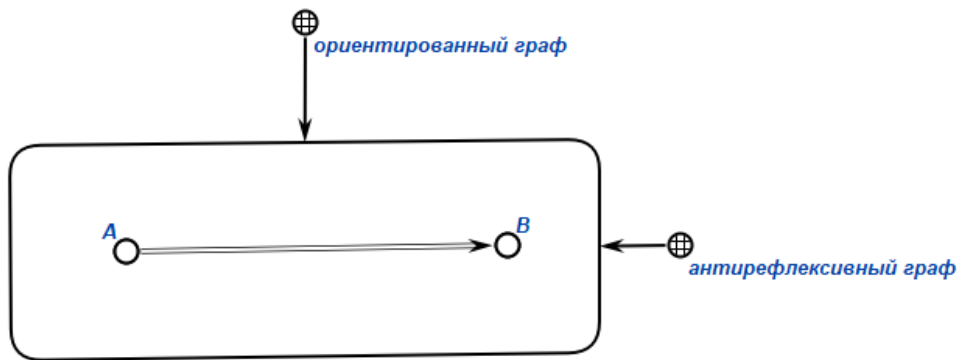 ориентированный граф
A
B
антирефлексивный граф